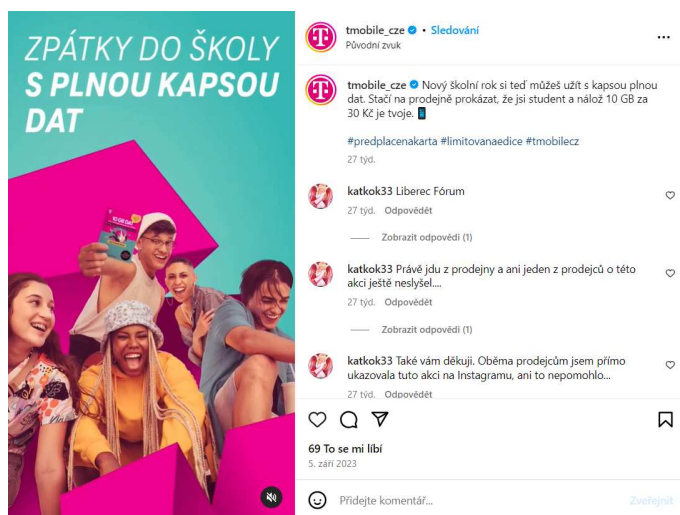 ZPÁTKY DO ŠKOLY
S PLNOU KAPSOU
DAT
10 GB DAT
tmobile_cze • Sledování
Původní zvuk
tmobile_cze Nový školní rok si teď můžeš užít s kapsou plnou
dat. Stačí na prodejně prokázat, že jsi student a nálož 10 GB za
30 Kč je tvoje.
#predplacenakarta #limitovanaedice #tmobilecz
27 týd.
katkok33 Liberec Fórum
27 týd. Odpovědět
Zobrazit odpovědi (1)
katkok33 Právě jdu z prodejny a ani jeden z prodejců o této
akci ještě neslyšel....
27 týd. Odpovědět
Zobrazit odpovědi (1)
katkok33 Také vám děkuji. Oběma prodejcům jsem přímo
ukazovala tuto akci na Instagramu, ani to nepomohlo...
27 týd. Odpovědět
69 To se mi líbí
5. září 2023
Přidejte komentář...
Zveřejnit